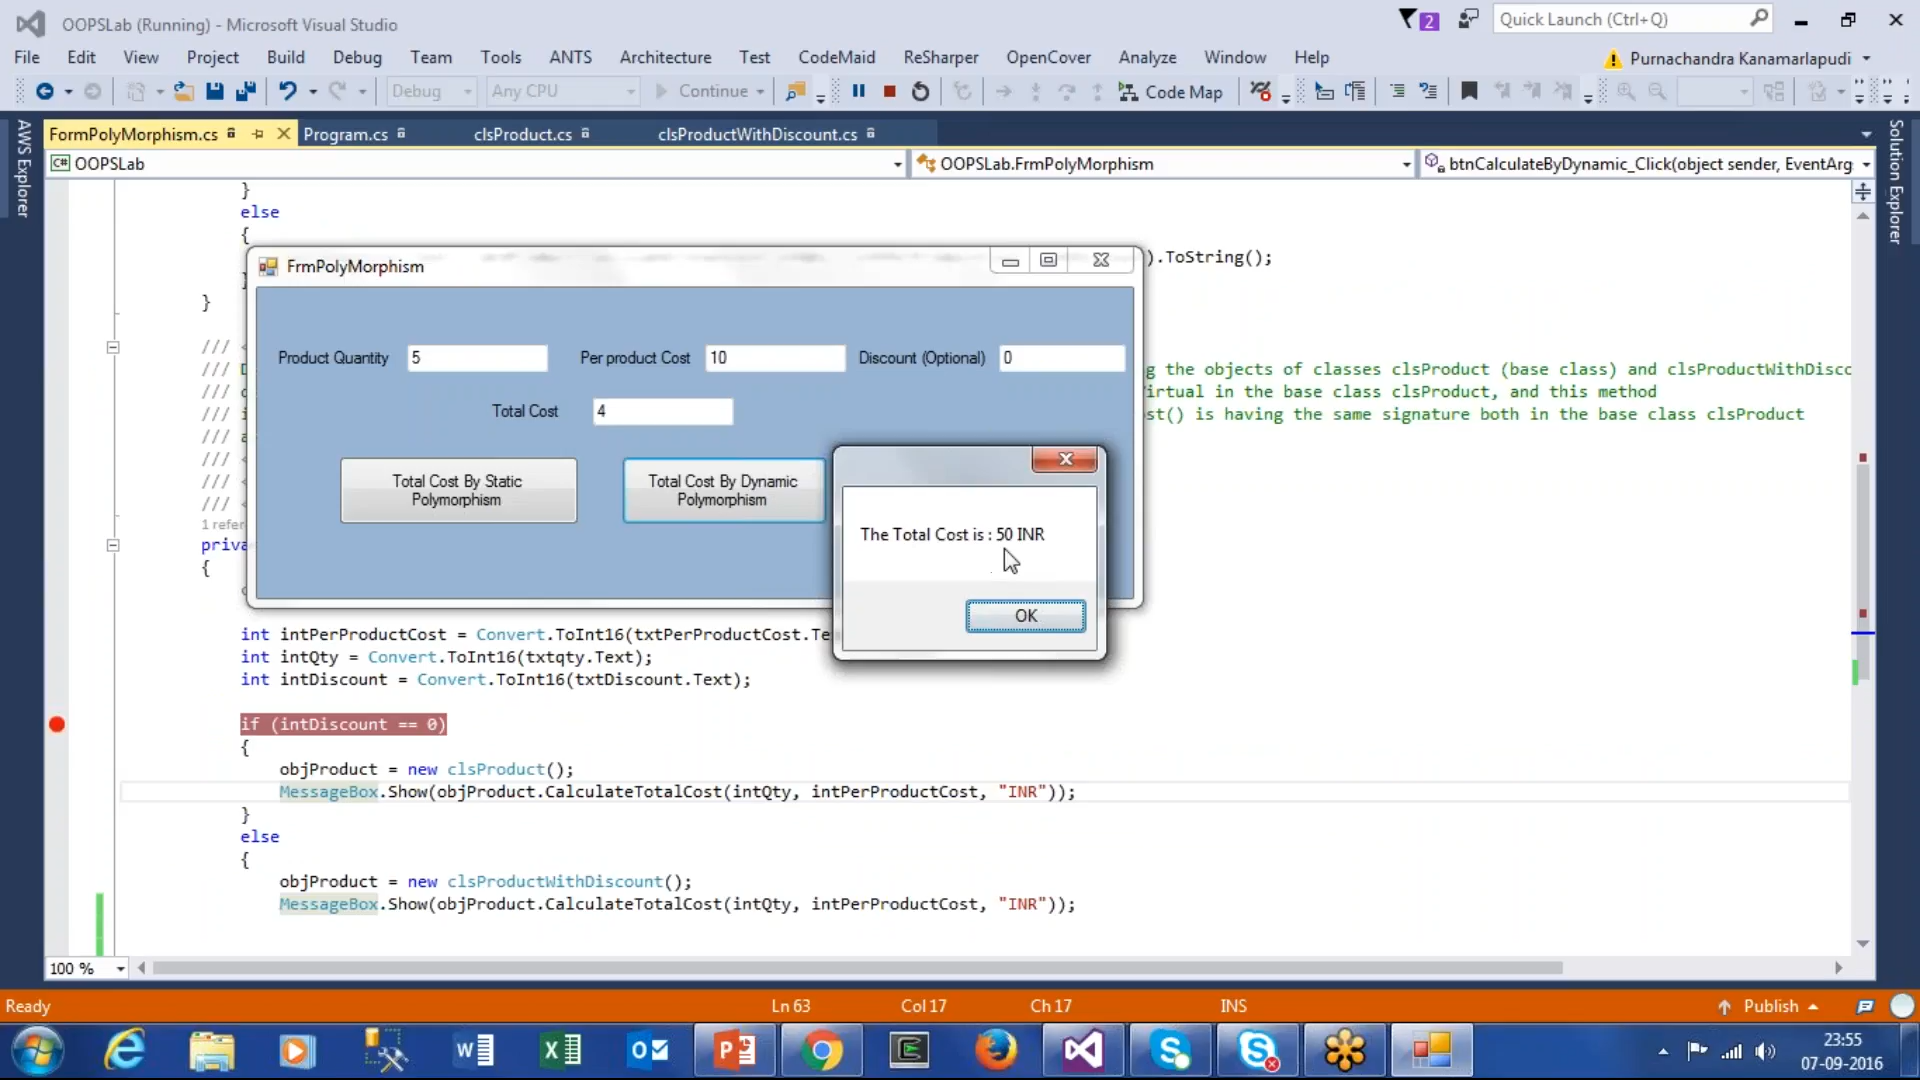 OOPSLab (Running) - Microsoft Visual Studio
2
Quick Launch (Ctrl+Q)
File Edit View Project Build Debug Team Tools ANTS Architecture Test CodeMaid ReSharper OpenCover Analyze Window Help
Purnachandra Kanamarlapudi
Debug Any CPU Continue Code Map
FormPolyMorphism.cs Program.cs clsProduct.cs clsProductWithDiscount.cs
AWS Explorer
Solution Explorer
OOPSLab OOPSLab.FrmPolyMorphism btnCalculateByDynamic_Click(object sender, EventArg
}
else
{
).ToString();
}
///
/// g the objects of classes clsProduct (base class) and clsProductWithDisco
/// irtual in the base class clsProduct, and this method
/// st() is having the same signature both in the base class clsProduct
///
///
///
///
1 refer
priva
{
FrmPolyMorphism
Product Quantity 5 Per product Cost 10 Discount (Optional) 0
Total Cost 4
Total Cost By Static
Polymorphism
Total Cost By Dynamic
Polymorphism
The Total Cost is : 50 INR
OK
int intPerProductCost = Convert.ToInt16(txtPerProductCost.Te
int intQty = Convert.ToInt16(txtqty.Text);
int intDiscount = Convert.ToInt16(txtDiscount.Text);
if (intDiscount == 0)
{
objProduct = new clsProduct();
MessageBox.Show(objProduct.CalculateTotalCost(intQty, intPerProductCost, "INR"));
}
else
{
objProduct = new clsProductWithDiscount();
MessageBox.Show(objProduct.CalculateTotalCost(intQty, intPerProductCost, "INR"));
100 %
Ready Ln 63 Col 17 Ch 17 INS Publish
23:55
07-09-2016